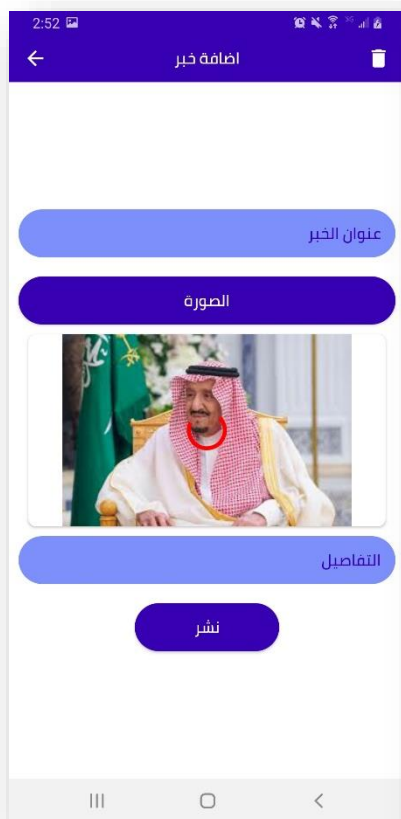 2:52
اضافة خبر
عنوان الخبر
الصورة
التفاصيل
نشر